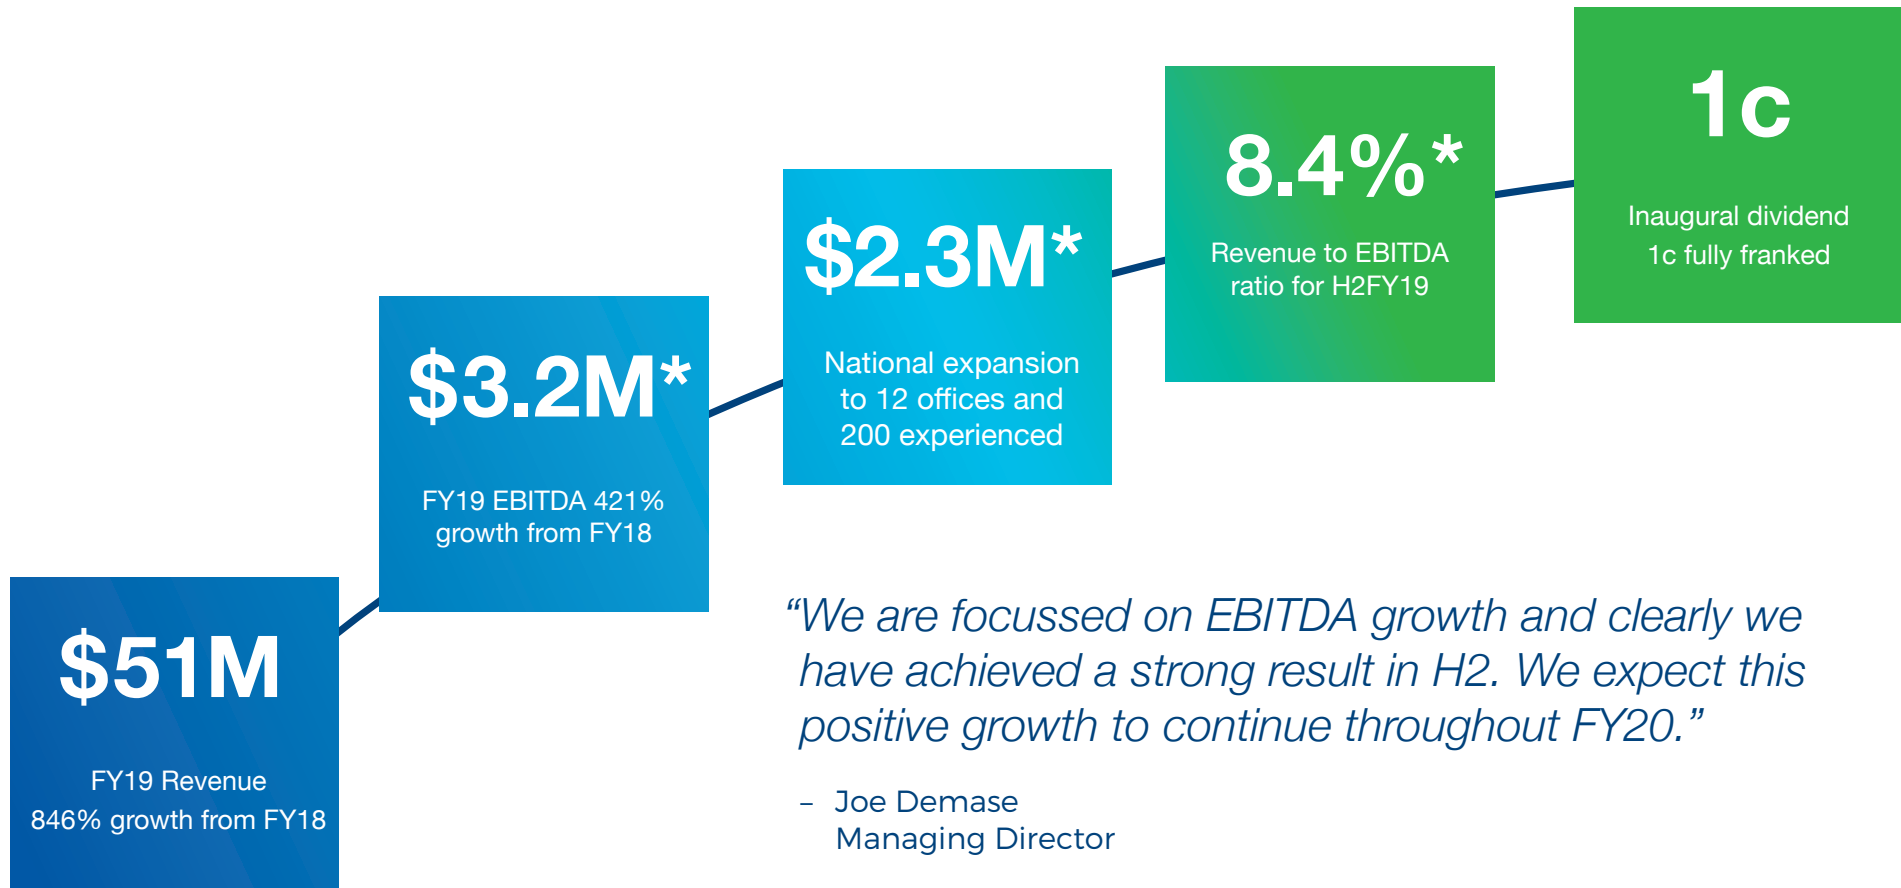 $51M
FY19 Revenue
846% growth from FY18
$3.2M*
FY19 EBITDA 421%
growth from FY18
$2.3M*
National expansion
to 12 offices and
200 experienced
8.4%*
Revenue to EBITDA
ratio for H2FY19
1c
Inaugural dividend
1c fully franked
“We are focussed on EBITDA growth and clearly we
have achieved a strong result in H2. We expect this
positive growth to continue throughout FY20.”
– Joe Demase
Managing Director